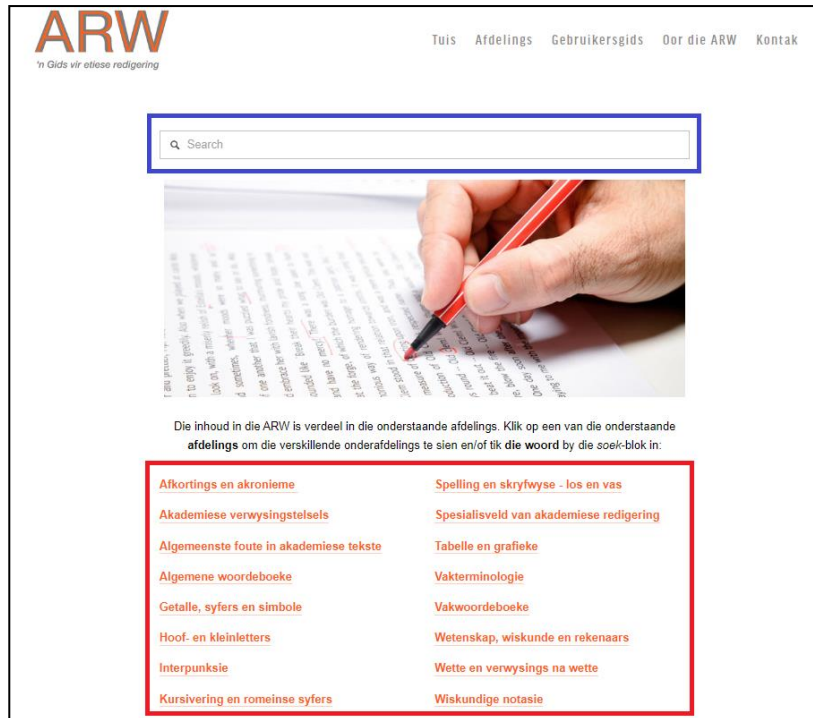 ARW
'n Gids vir etiese redigering
Tuis Afdelings Gebruikersgids Oor die ARW Kontak
Search
Die inhoud in die ARW is verdeel in die onderstaande afdelings. Klik op een van die onderstaande
afdelings om die verskillende onderafdelings te sien en/of tik die woord by die soek-blok in:
Afkortings en akronieme
Akademiese verwysingstelsels
Algemeenste foute in akademiese tekste
Algemene woordeboeke
Getalle, syfers en simbole
Hoof- en kleinletters
Interpunksie
Kursivering en romeinse syfers
Spelling en skryfwyse - los en vas
Spesialisveld van akademiese redigering
Tabelle en grafieke
Vakterminologie
Vakwoordeboeke
Wetenskap, wiskunde en rekenaars
Wette en verwysings na wette
Wiskundige notasie